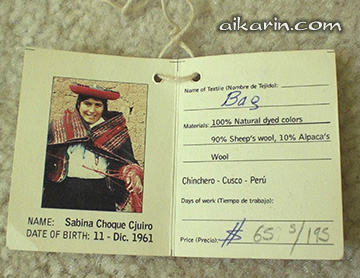 aikarin.com
NAME: Sabina Choque Cjuiro
DATE OF BIRTH: 11 - Dic. 1961
Name of Textile (Nombre de Tejido):
Bag
Materials: 100% Natural dyed colors
90% Sheep's wool, 10% Alpaca's
Wool
Chinchero - Cusco - Perú
Days of work (Tiempo de trabajo):
Price (Precio): $ 65 S/195